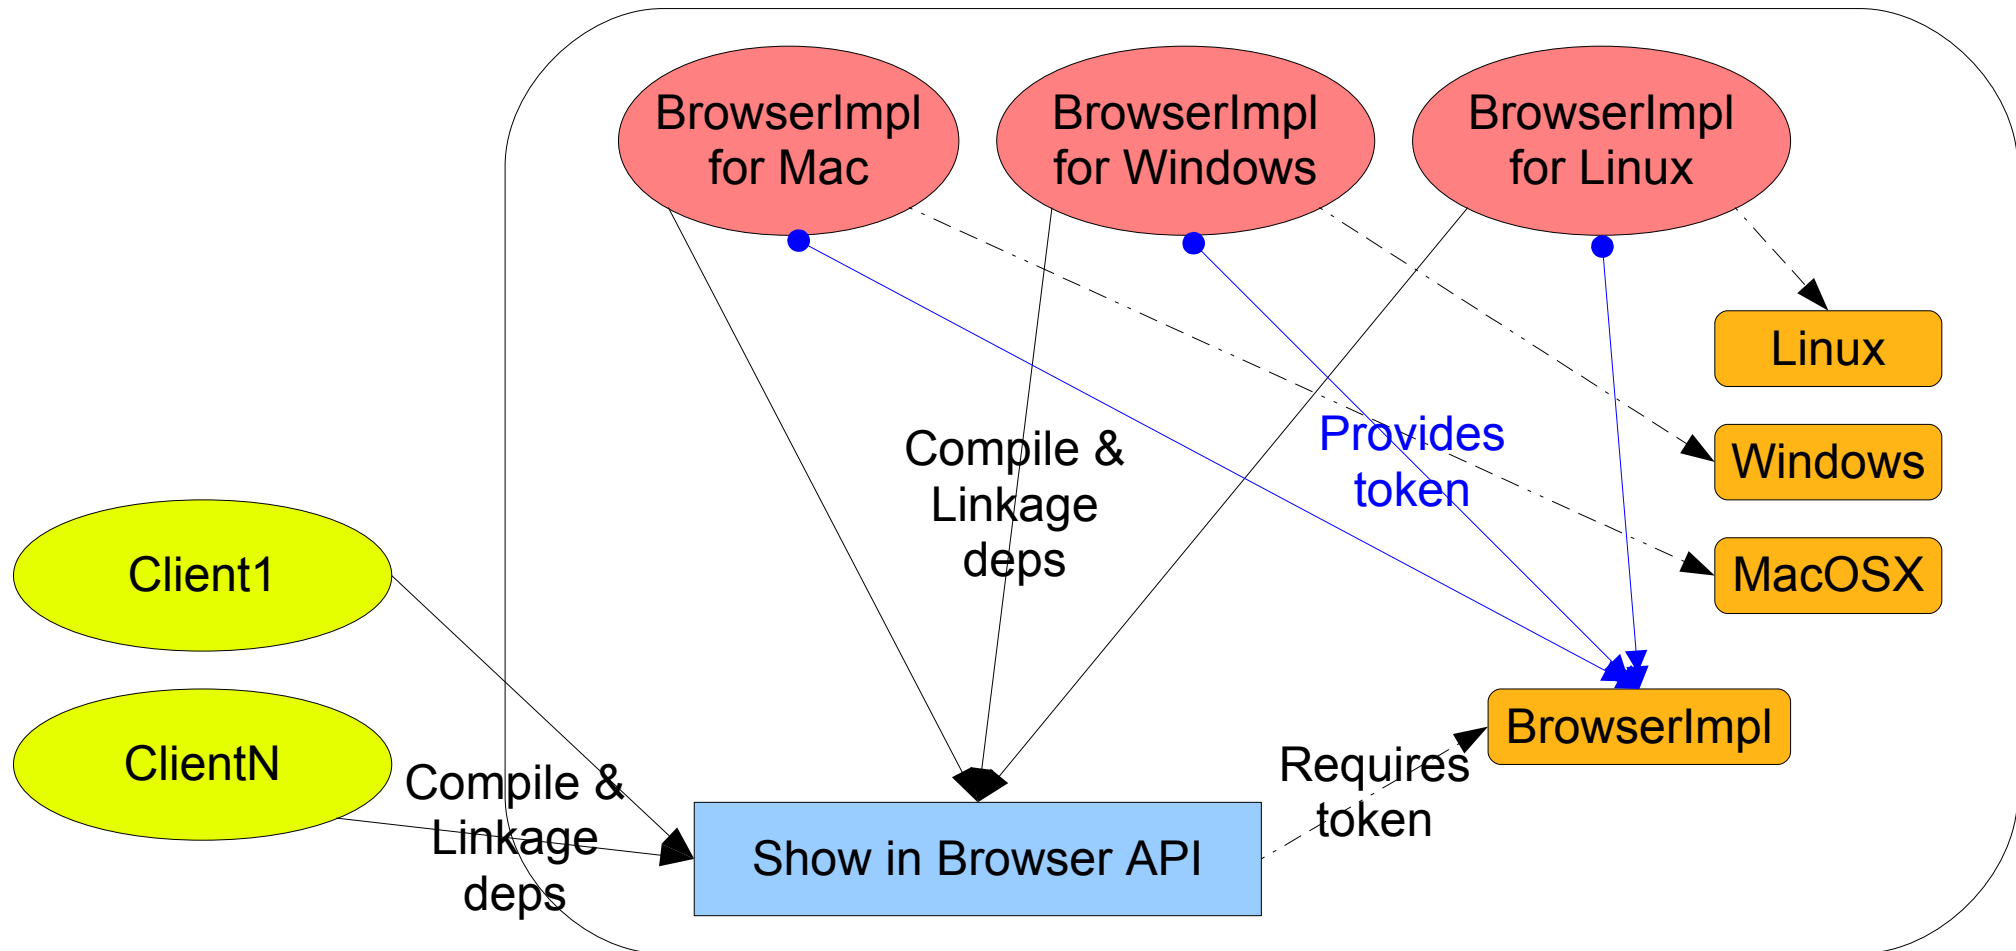 BrowserImpl
for Mac
BrowserImpl
for Windows
BrowserImpl
for Linux
Linux
Compile &
Linkage
deps
Provides
token
Windows
MacOSX
Client1
ClientN
Compile &
Linkage
deps
Show in Browser API
Requires
token
BrowserImpl